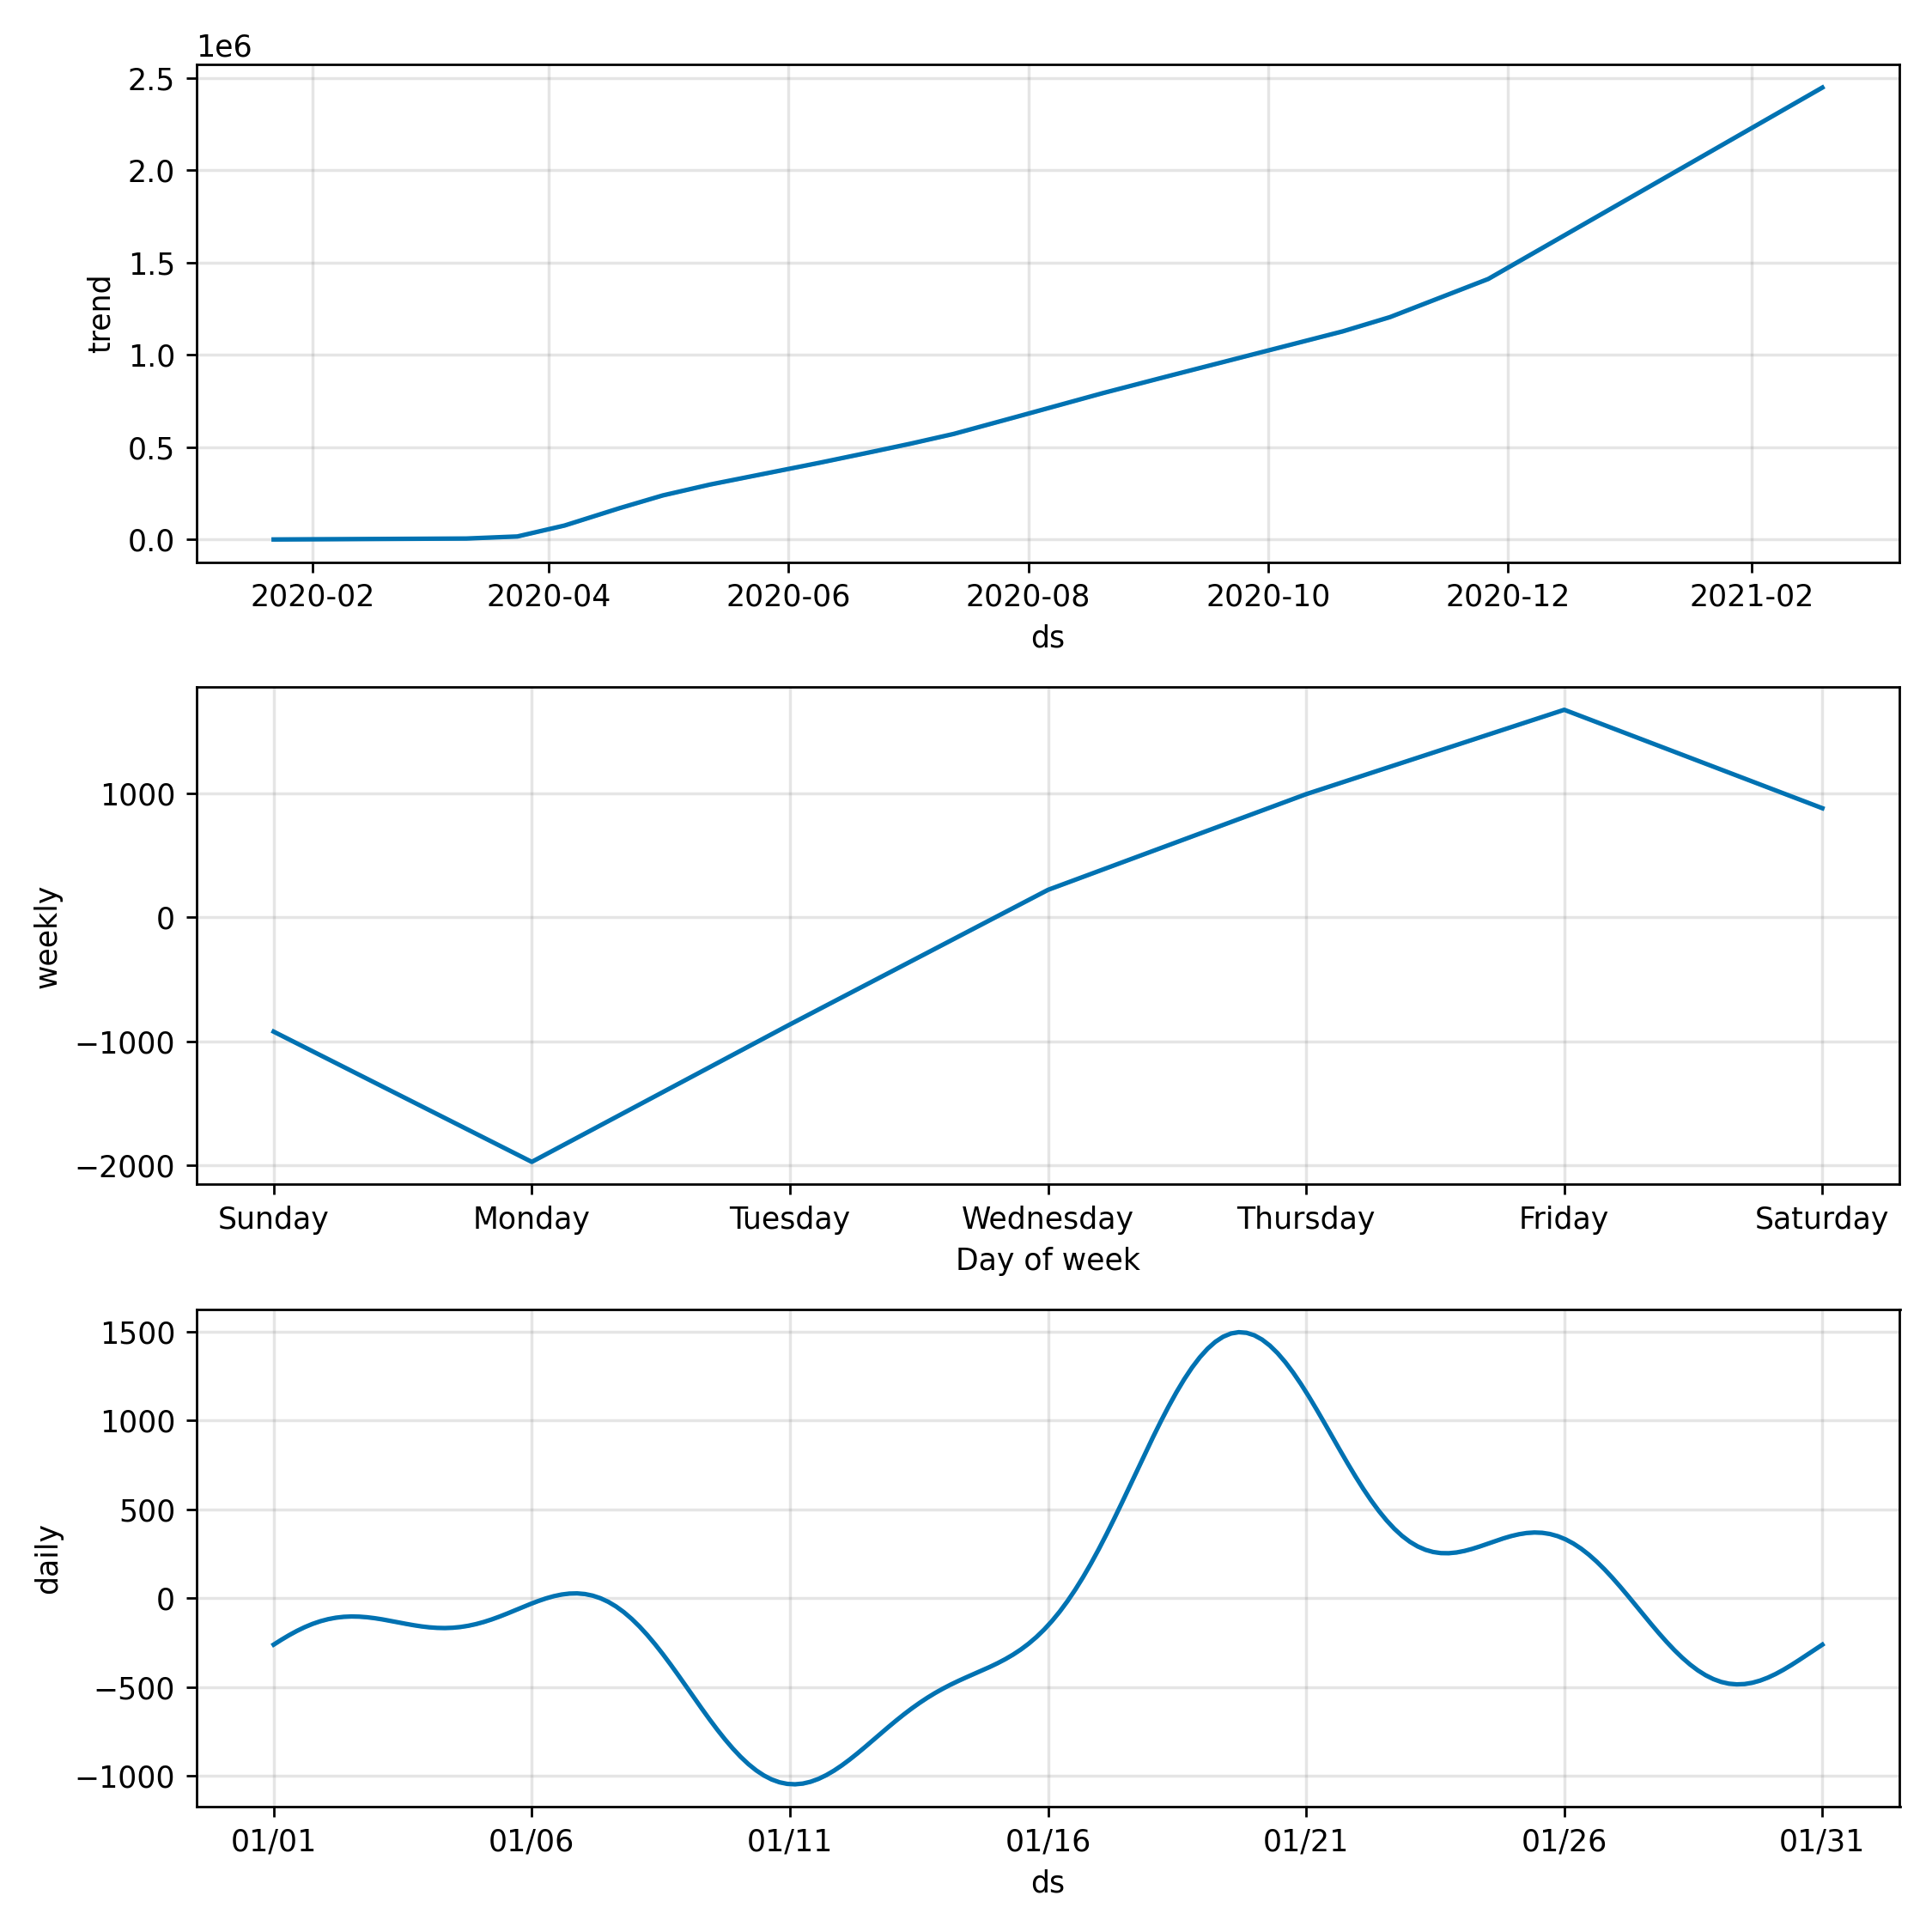 1e6
2.5
2.0
1.5
1.0
0.5
0.0
trend
2020-02 2020-04 2020-06 2020-08 2020-10 2020-12 2021-02
ds
1000
0
−1000
−2000
weekly
Sunday Monday Tuesday Wednesday Thursday Friday Saturday
Day of week
1500
1000
500
0
−500
−1000
daily
01/01 01/06 01/11 01/16 01/21 01/26 01/31
ds